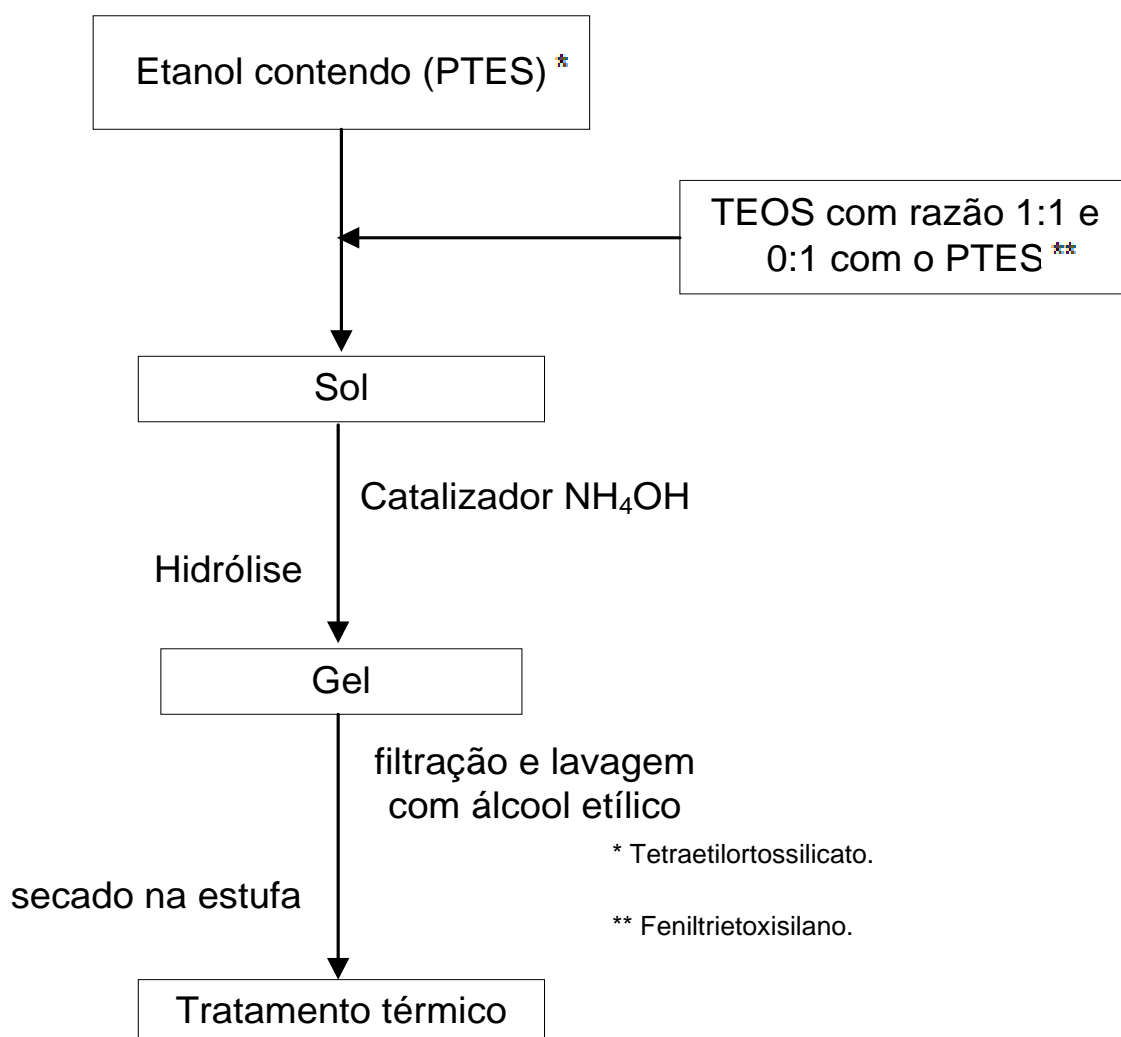 Etanol contendo (PTES) *
TEOS com razão 1:1 e
0:1 com o PTES **
Sol
Catalizador NH₄OH
Hidrólise
Gel
filtração e lavagem
com álcool etílico
* Tetraetilortossilicato.
secado na estufa
** Feniltrietoxisilano.
Tratamento térmico